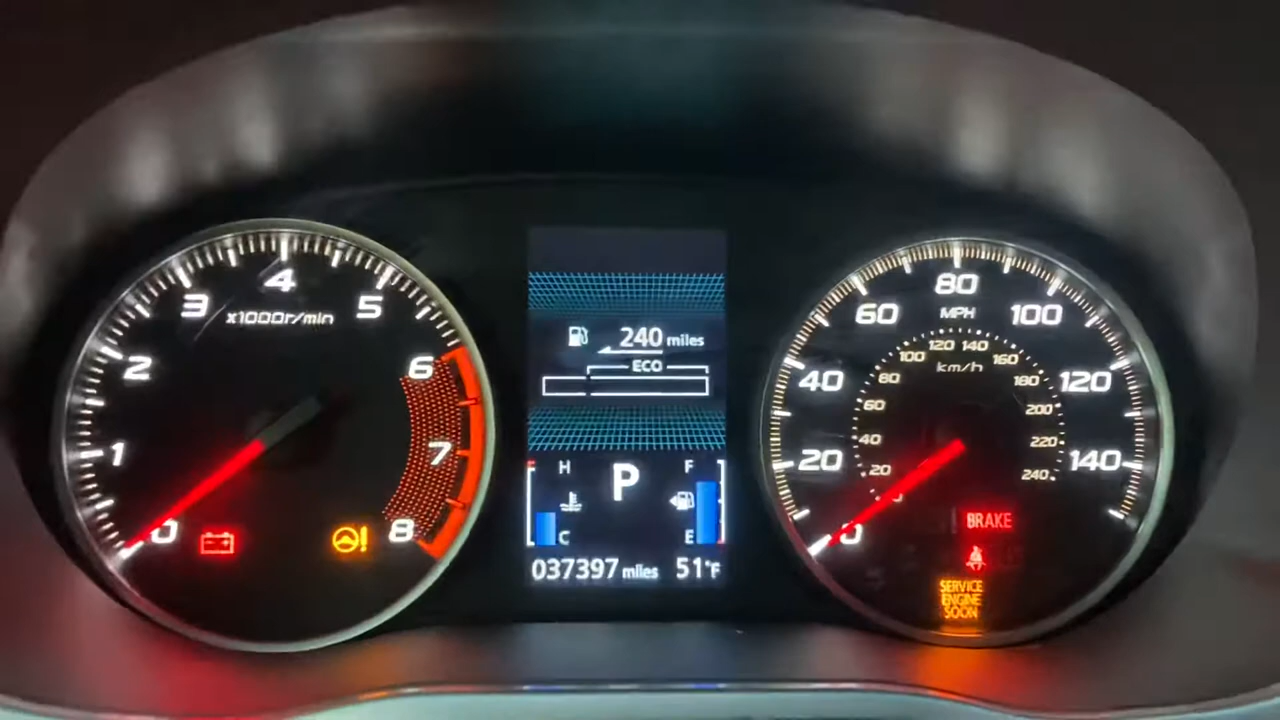 0
1
2
3
4
5
6
7
8
x1000r/min
240 miles
ECO
H
C
P
F
E
037397 miles
51°F
0
20
40
60
80
100
120
140
MPH
km/h
20
40
60
80
100
120
140
160
180
200
220
240
BRAKE
SERVICE
ENGINE
SOON